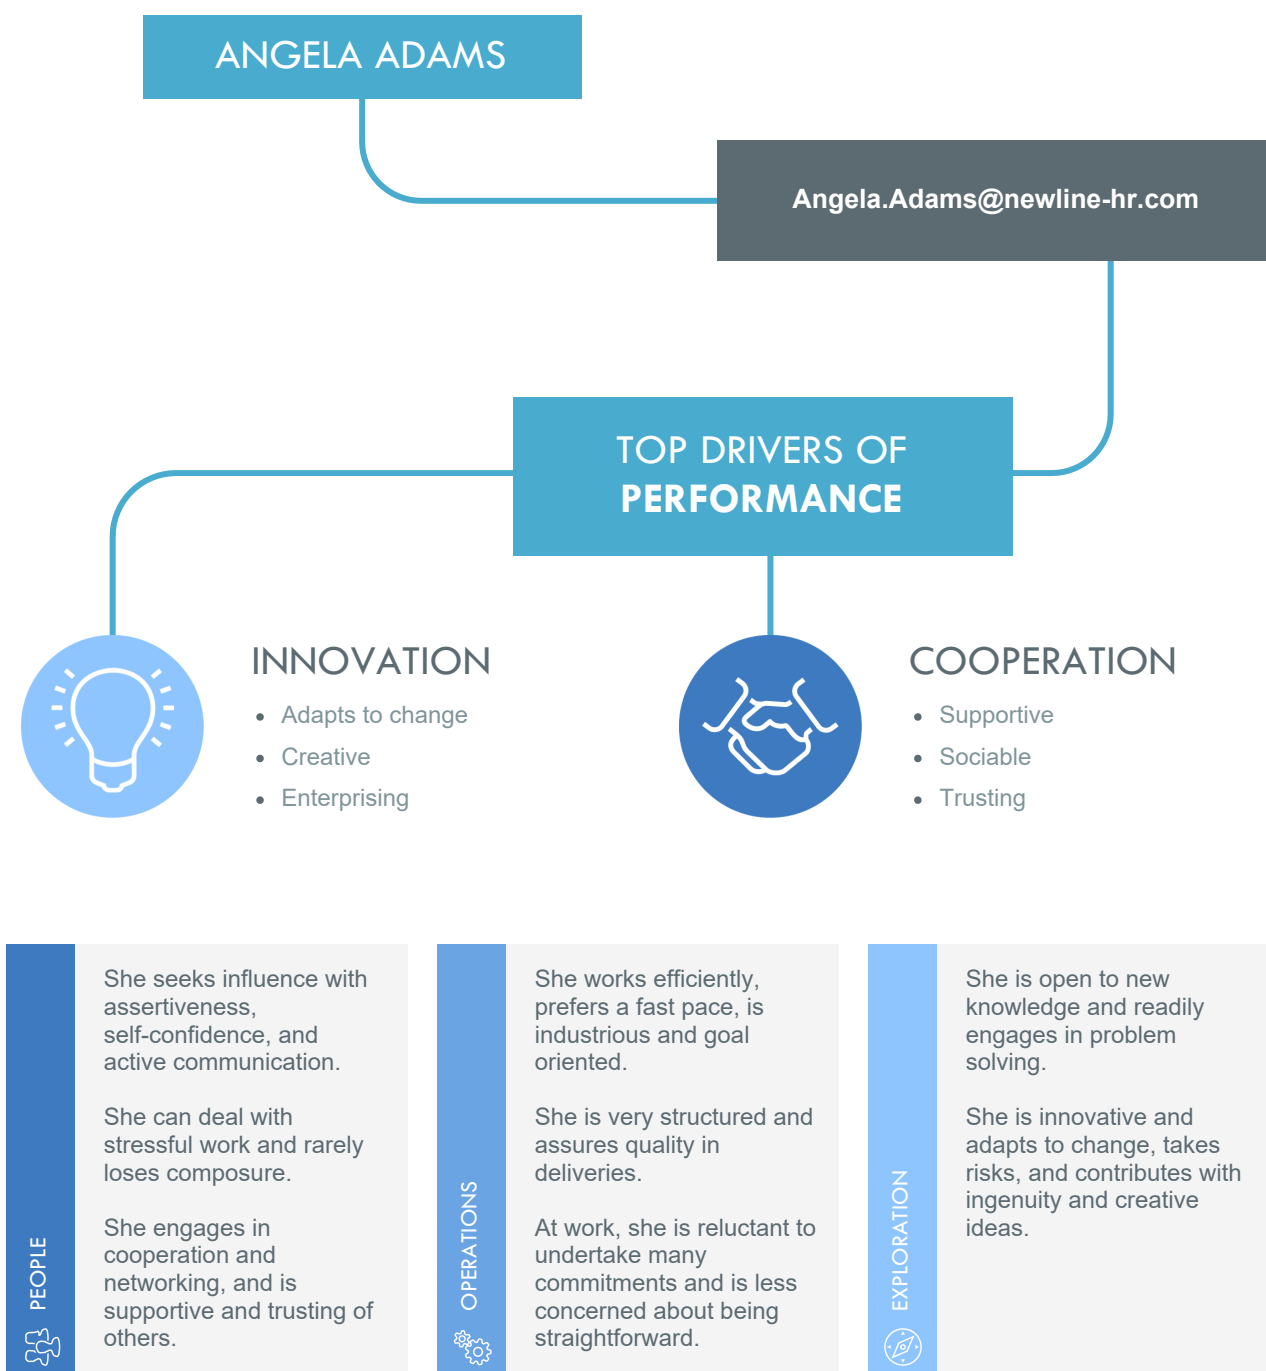 ANGELA ADAMS
Angela.Adams@newline-hr.com
TOP DRIVERS OF
PERFORMANCE
INNOVATION
• Adapts to change
• Creative
• Enterprising
COOPERATION
• Supportive
• Sociable
• Trusting
PEOPLE
She seeks influence with
assertiveness,
self-confidence, and
active communication.
She can deal with
stressful work and rarely
loses composure.
She engages in
cooperation and
networking, and is
supportive and trusting of
others.
OPERATIONS
She works efficiently,
prefers a fast pace, is
industrious and goal
oriented.
She is very structured and
assures quality in
deliveries.
At work, she is reluctant to
undertake many
commitments and is less
concerned about being
straightforward.
EXPLORATION
She is open to new
knowledge and readily
engages in problem
solving.
She is innovative and
adapts to change, takes
risks, and contributes with
ingenuity and creative
ideas.